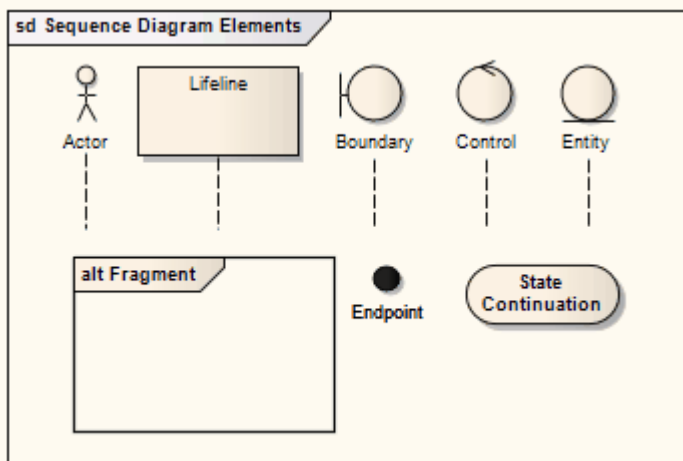 sd Sequence Diagram Elements
Lifeline
Actor
Boundary
Control
Entity
alt Fragment
Endpoint
State
Continuation